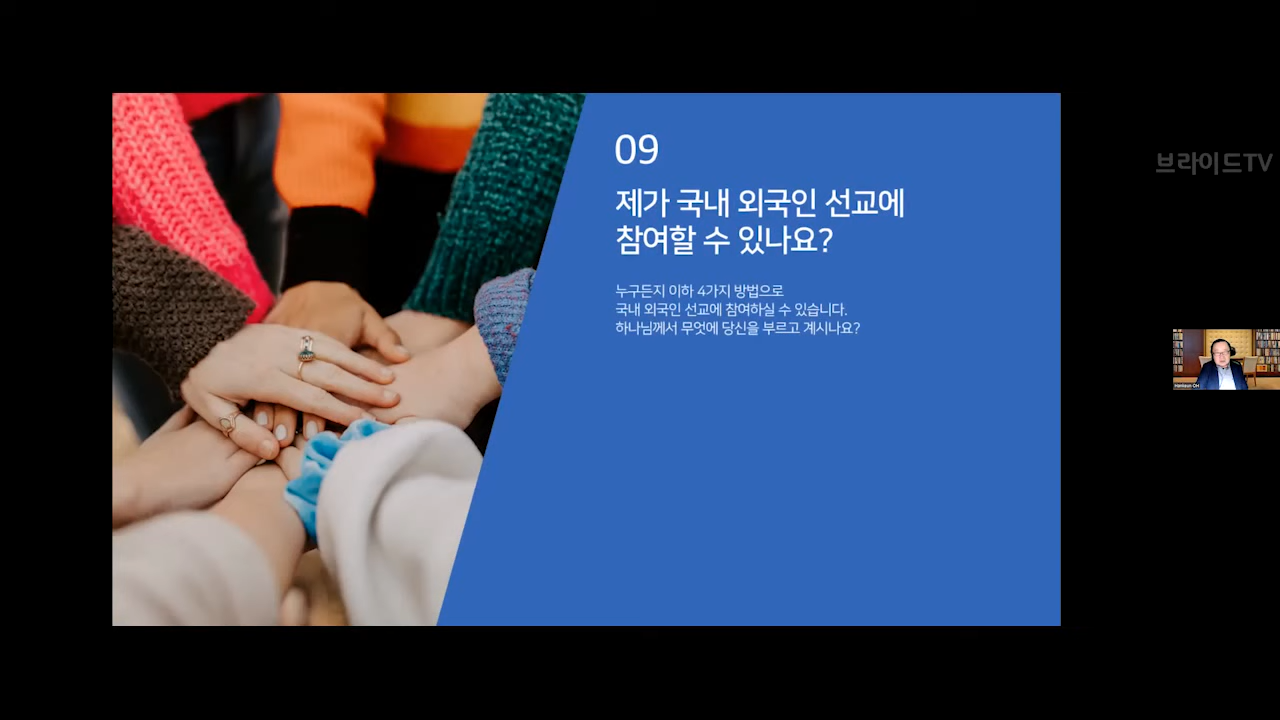 09
제가 국내 외국인 선교에
참여할 수 있나요?
누구든지 이하 4가지 방법으로
국내 외국인 선교에 참여하실 수 있습니다.
하나님께서 무엇에 당신을 부르고 계시나요?
브라이드TV